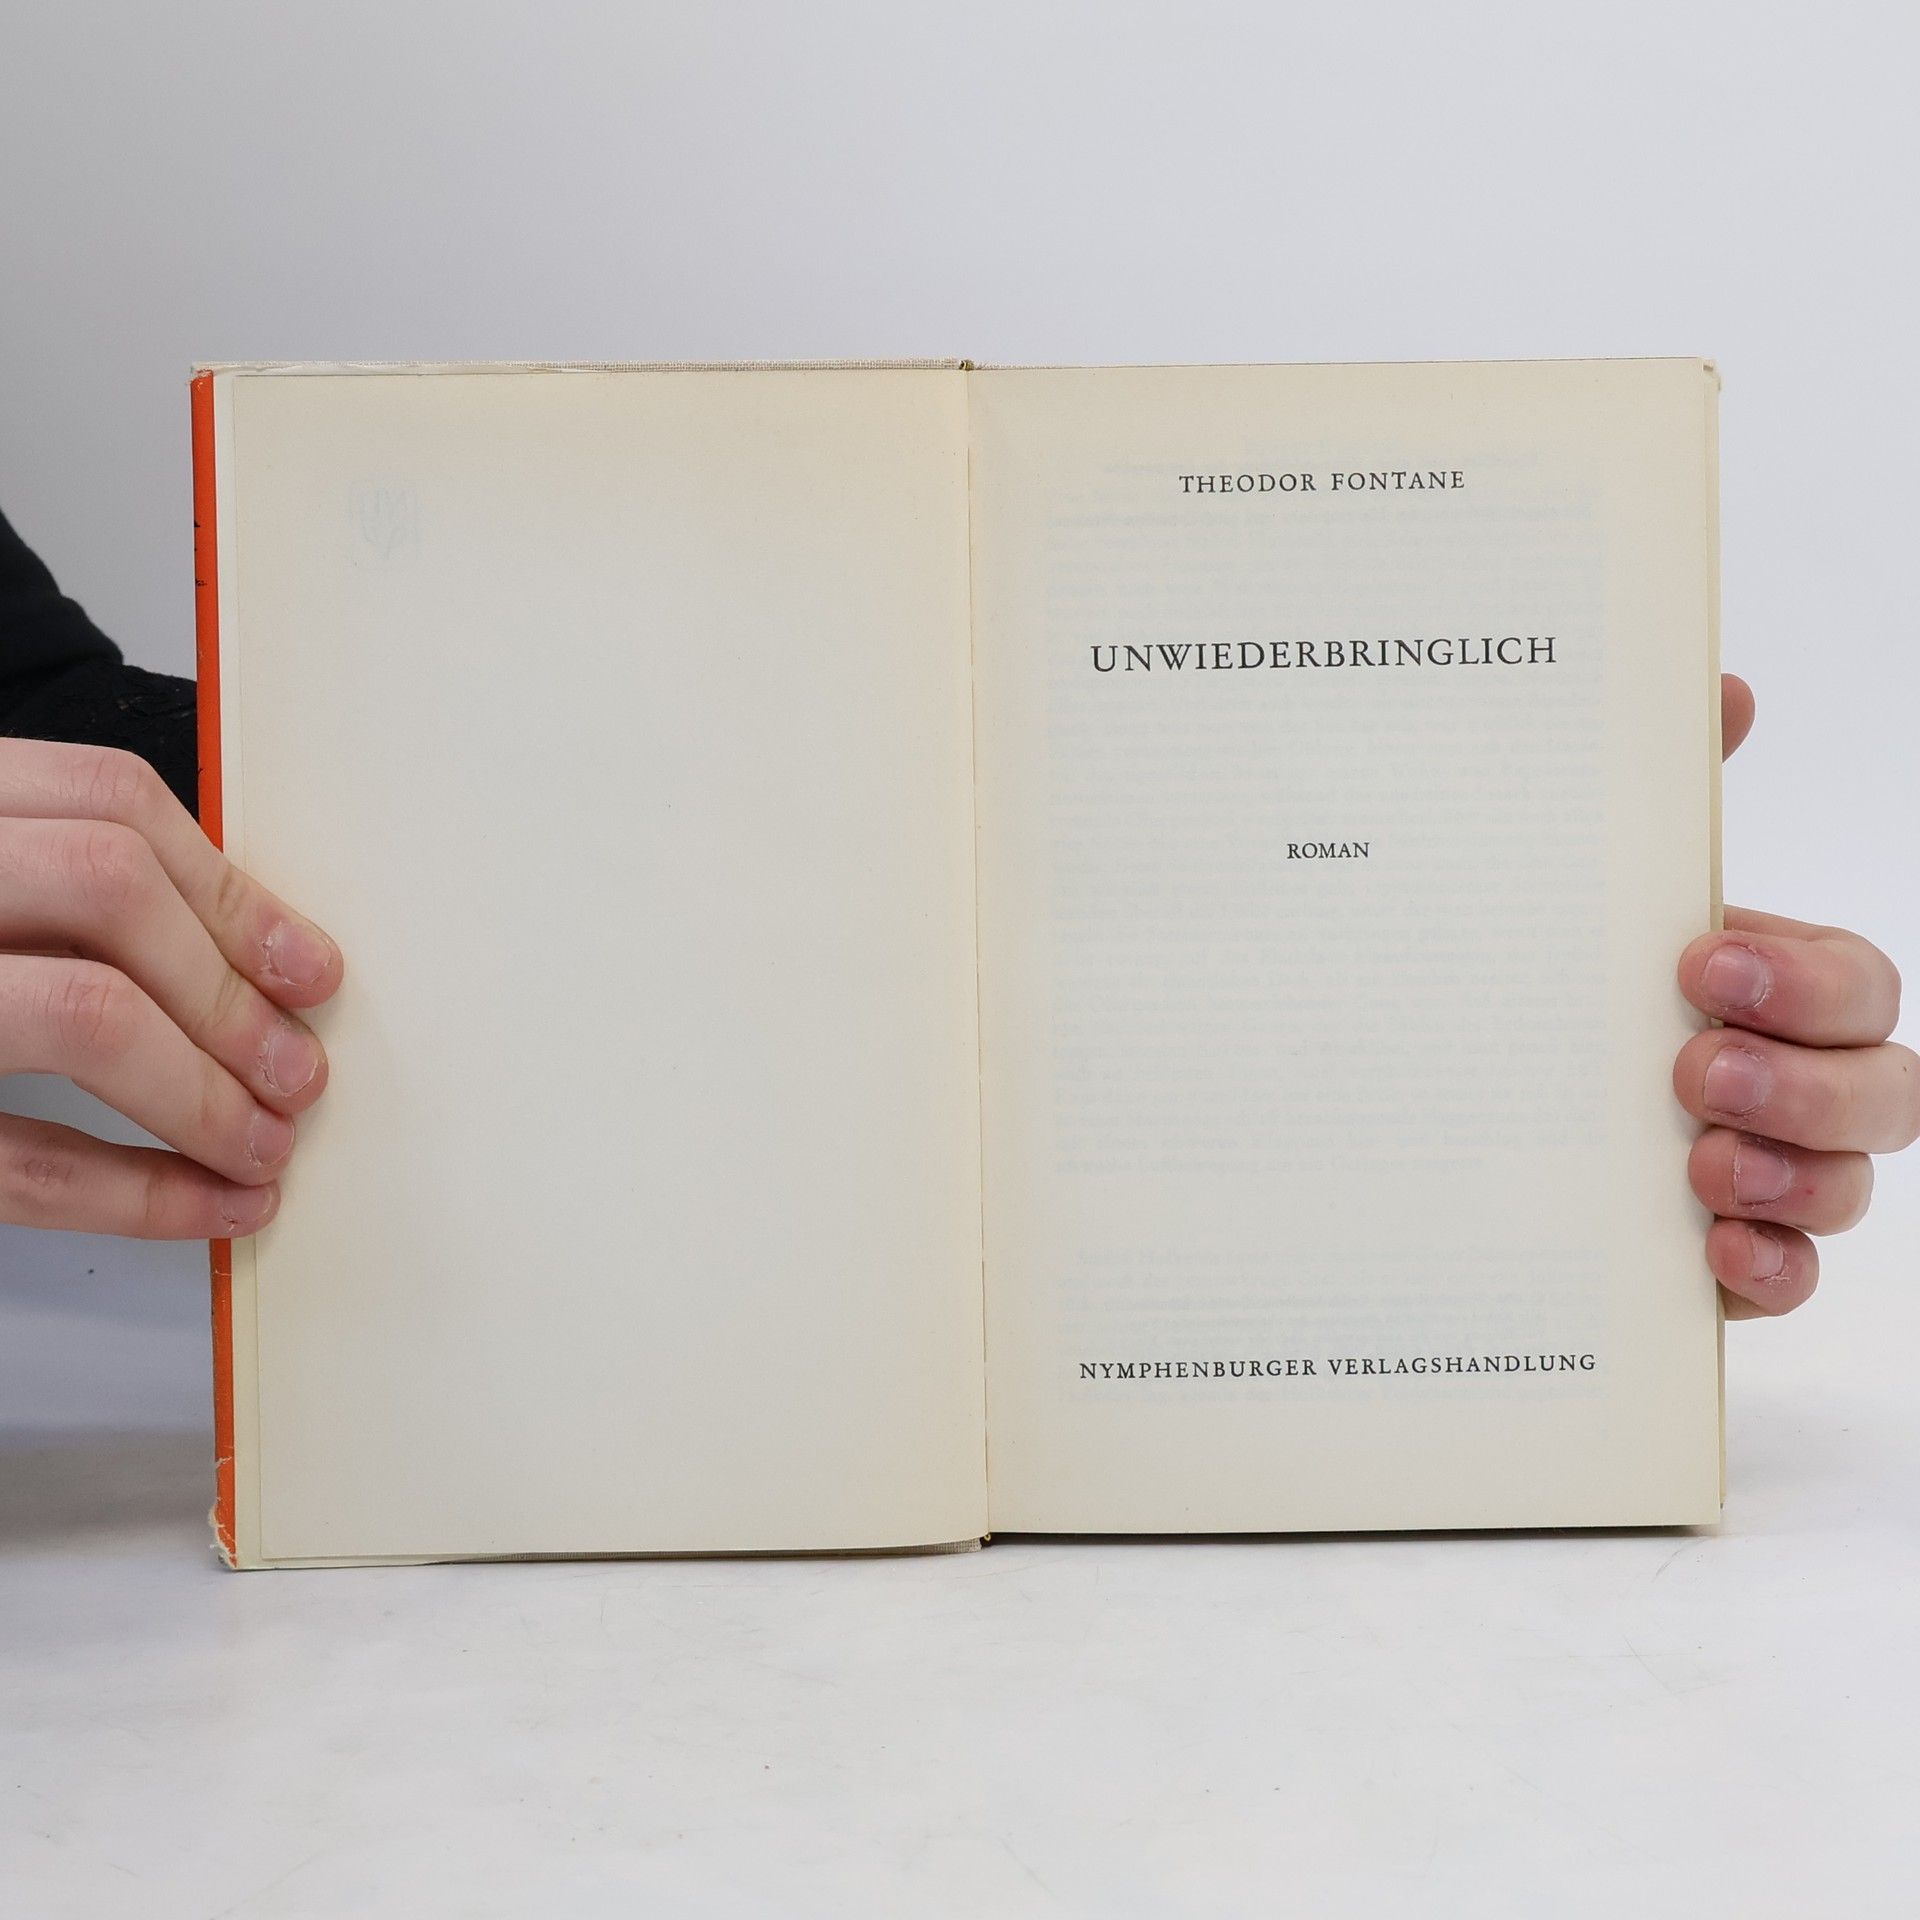 THEODOR FONTANE
UNWIEDERBRINGLICH
ROMAN
NYMPHENBURGER VERLAGSHANDLUNG